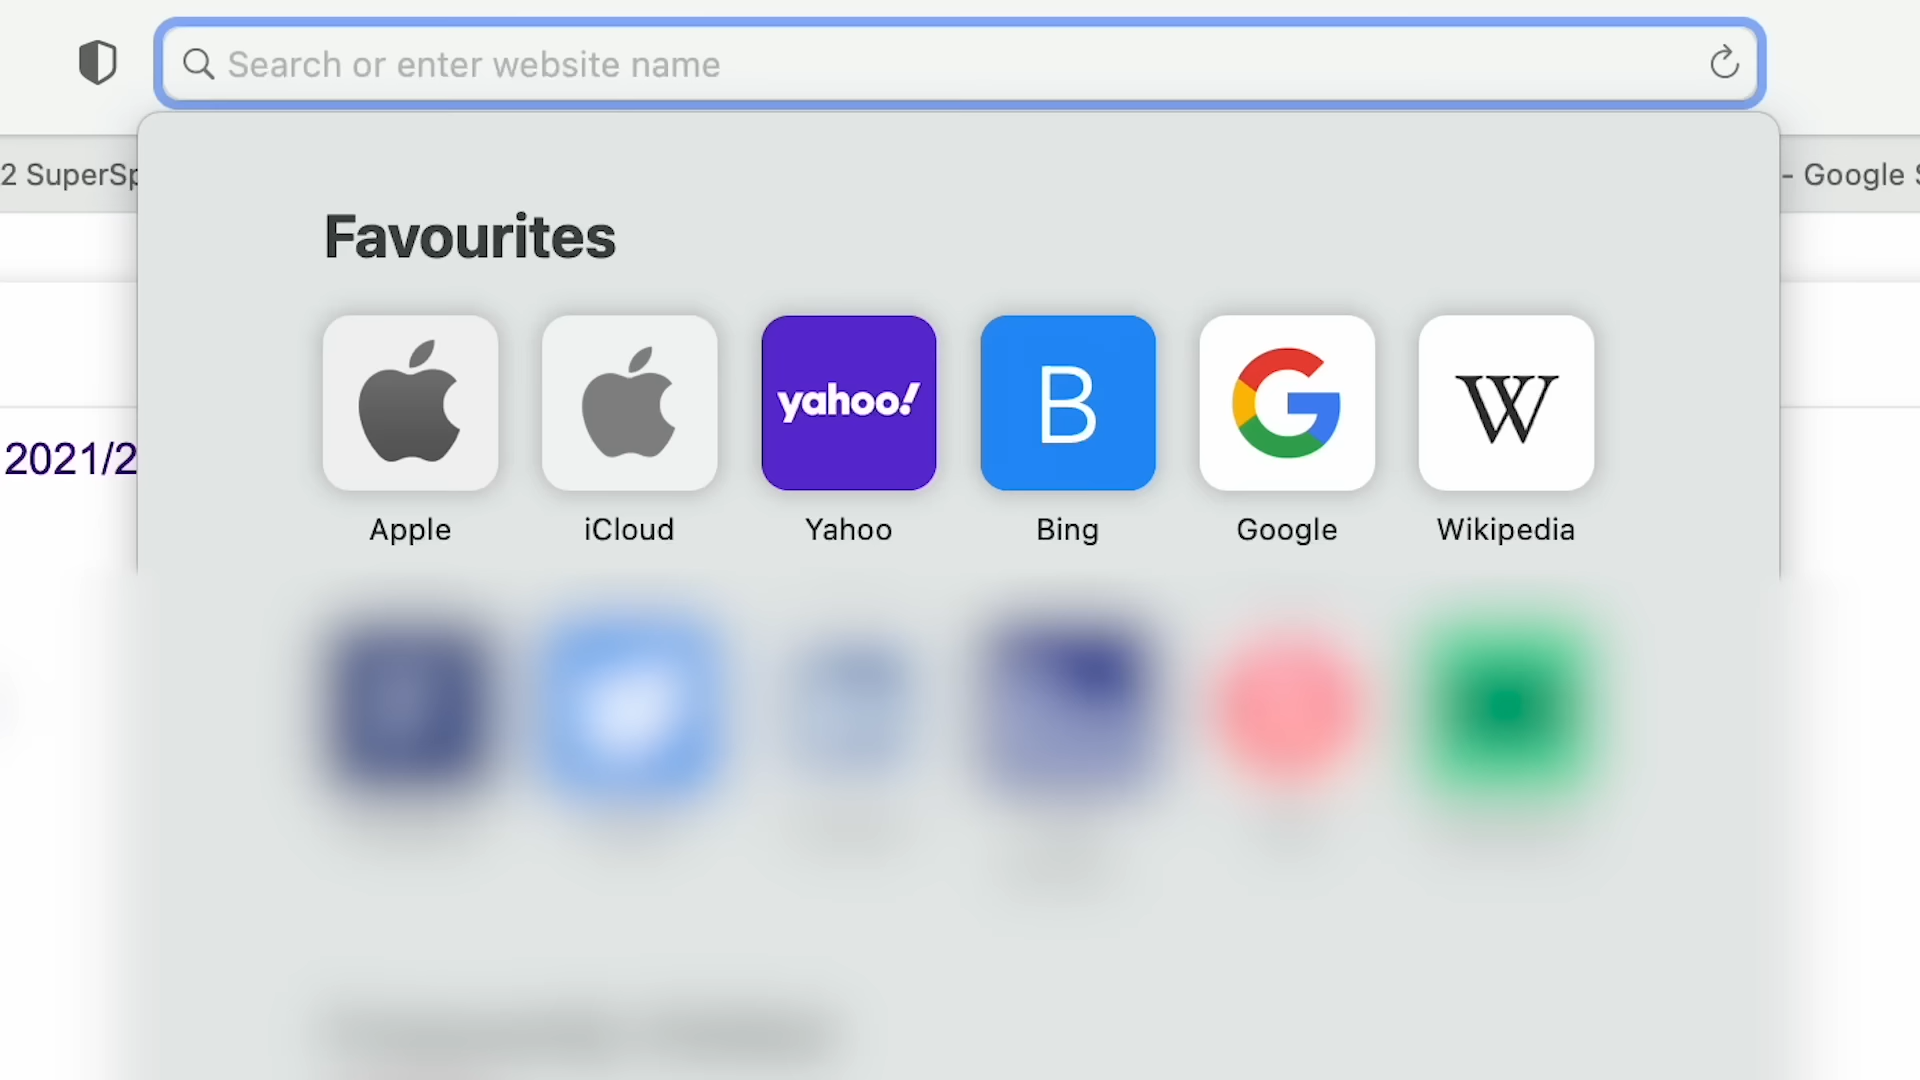 Search or enter website name
2 SuperSp
- Google S
Favourites
yahoo!
B
G
W
Apple
iCloud
Yahoo
Bing
Google
Wikipedia
2021/2